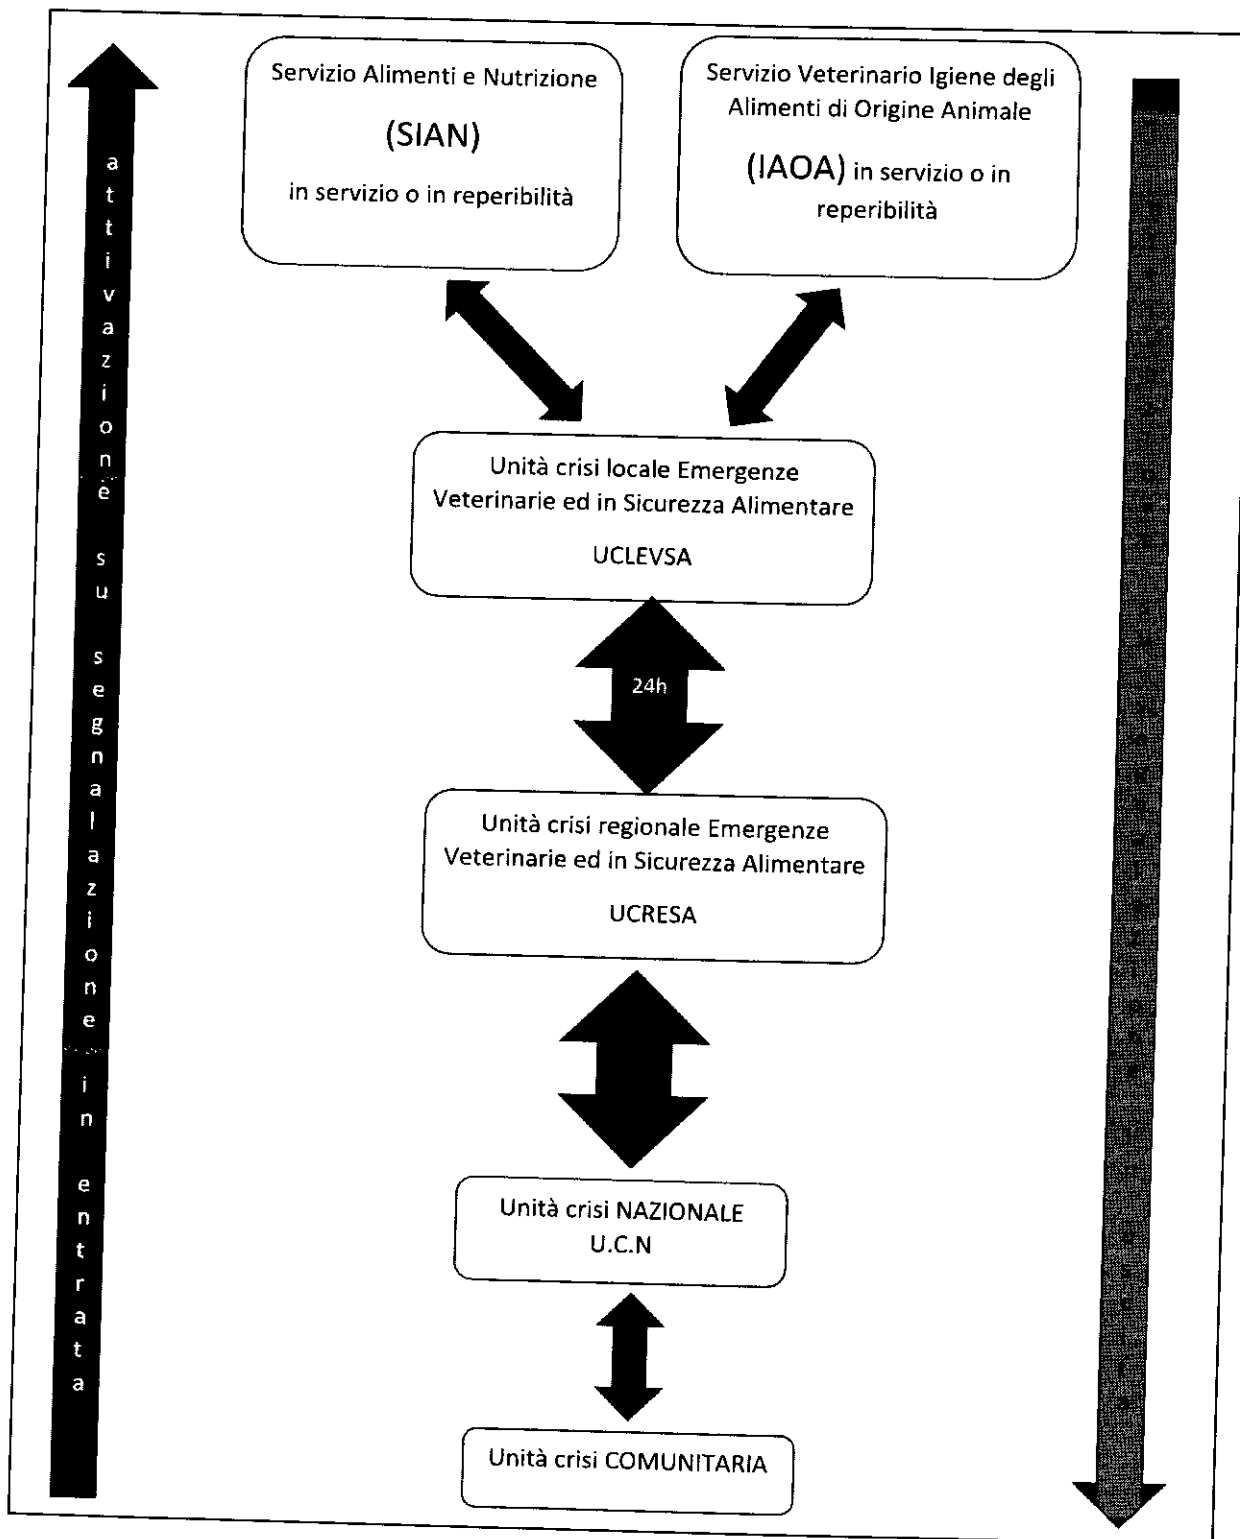 Servizio Alimenti e Nutrizione
(SIAN)
in servizio o in reperibilità
Servizio Veterinario Igiene degli
Alimenti di Origine Animale
(IAOA) in servizio o in
reperibilità
attivazione su segnalazione in entrata
Unità crisi locale Emergenze
Veterinarie ed in Sicurezza Alimentare
UCLEVSA
24h
Unità crisi regionale Emergenze
Veterinarie ed in Sicurezza Alimentare
UCRESA
Unità crisi NAZIONALE
U.C.N
Unità crisi COMUNITARIA